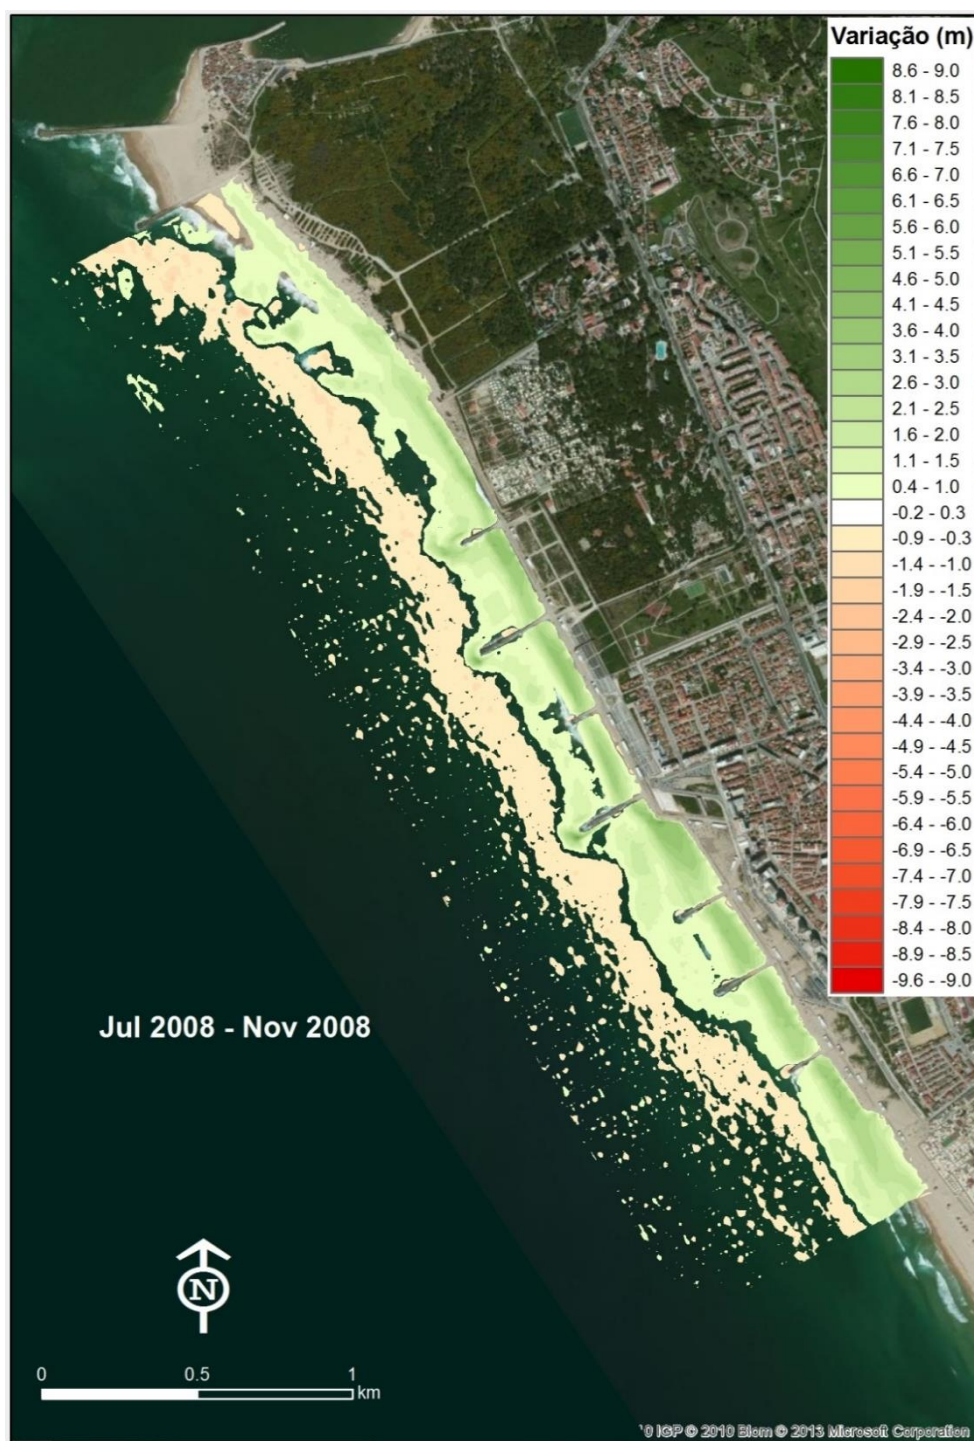 Variação (m)
8.6 - 9.0
8.1 - 8.5
7.6 - 8.0
7.1 - 7.5
6.6 - 7.0
6.1 - 6.5
5.6 - 6.0
5.1 - 5.5
4.6 - 5.0
4.1 - 4.5
3.6 - 4.0
3.1 - 3.5
2.6 - 3.0
2.1 - 2.5
1.6 - 2.0
1.1 - 1.5
0.4 - 1.0
-0.2 - 0.3
-0.9 - -0.3
-1.4 - -1.0
-1.9 - -1.5
-2.4 - -2.0
-2.9 - -2.5
-3.4 - -3.0
-3.9 - -3.5
-4.4 - -4.0
-4.9 - -4.5
-5.4 - -5.0
-5.9 - -5.5
-6.4 - -6.0
-6.9 - -6.5
-7.4 - -7.0
-7.9 - -7.5
-8.4 - -8.0
-8.9 - -8.5
-9.6 - -9.0
Jul 2008 - Nov 2008
N
0 0.5 1
km
0 IGP © 2010 Blom © 2013 Microsoft Corporation